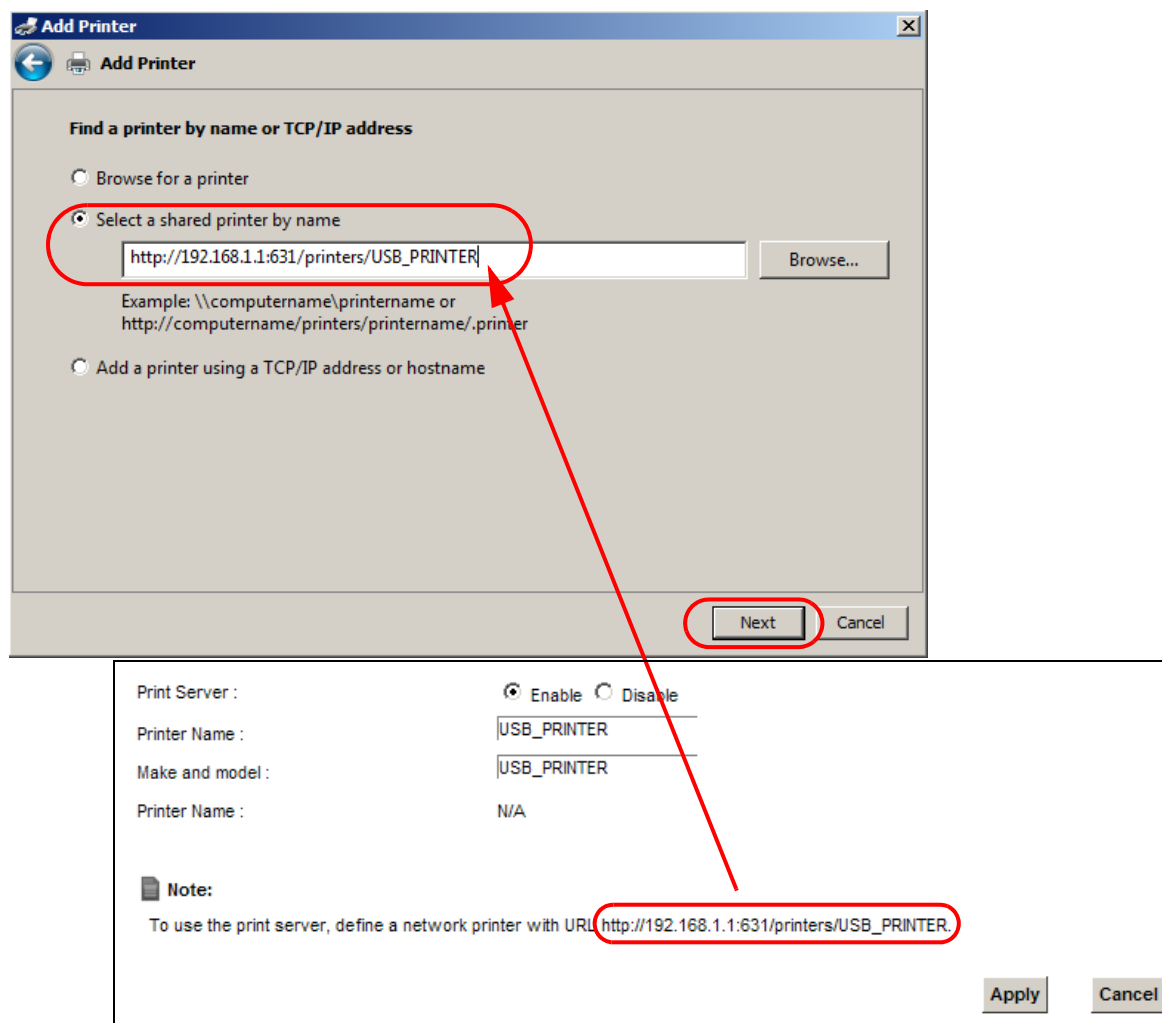 Add Printer
Add Printer
Find a printer by name or TCP/IP address
Browse for a printer
Select a shared printer by name
http://192.168.1.1:631/printers/USB_PRINTER
Browse...
Example: \\computername\printername or
http://computername/printers/printername/.printer
Add a printer using a TCP/IP address or hostname
Next Cancel
Print Server : Enable Disable
Printer Name : USB_PRINTER
Make and model : USB_PRINTER
Printer Name : N/A
Note:
To use the print server, define a network printer with URL http://192.168.1.1:631/printers/USB_PRINTER.
Apply Cancel